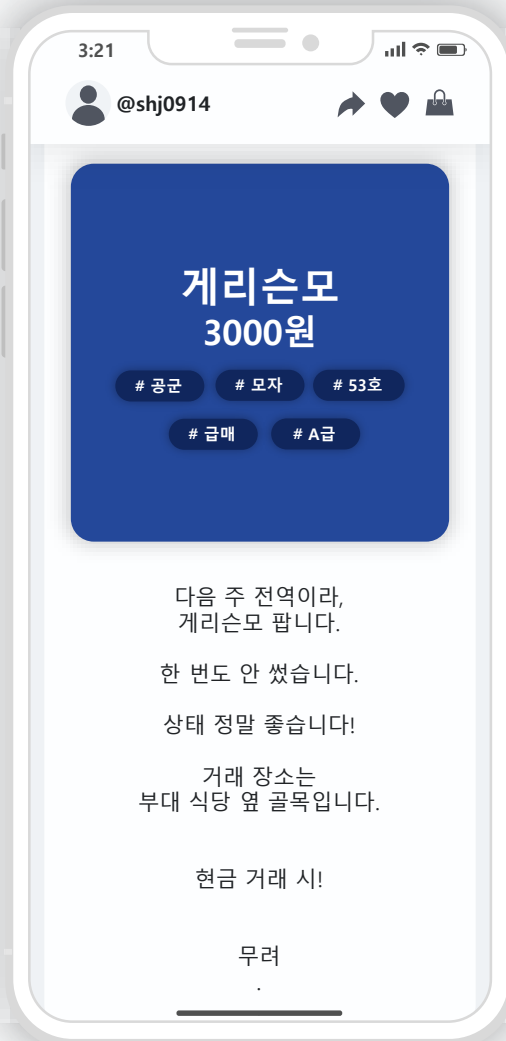 3:21
@shj0914
게리슨모
3000원
# 공군 # 모자 # 53호
# 급매 # A급
다음 주 전역이라,
게리슨모 팝니다.
한 번도 안 썼습니다.
상태 정말 좋습니다!
거래 장소는
부대 식당 옆 골목입니다.
현금 거래 시!
무려
.